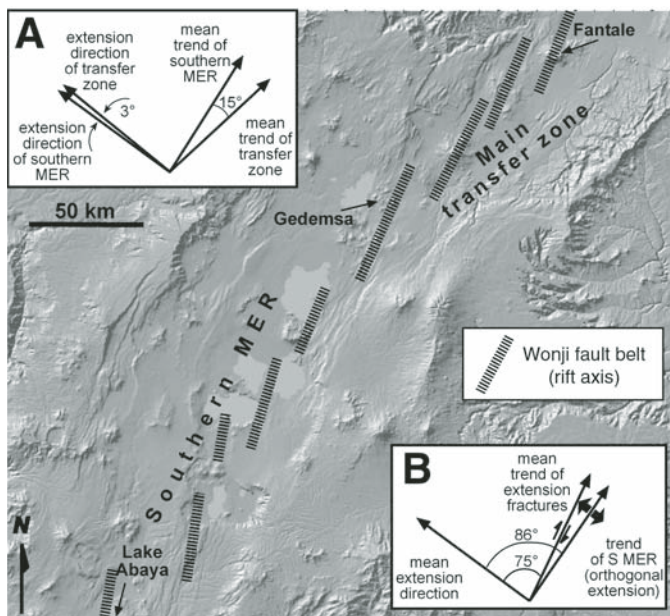 A
extension
direction
of transfer
zone
mean
trend of
southern
MER
3°
15°
extension
direction
of southern
MER
mean
trend of
transfer
zone
Fantale
Main
transfer zone
50 km
Gedemsa
Southern MER
Wonji fault belt
(rift axis)
B
mean
trend of
extension
fractures
86°
75°
mean
extension
direction
trend
of S MER
(orthogonal
extension)
N
Lake
Abaya